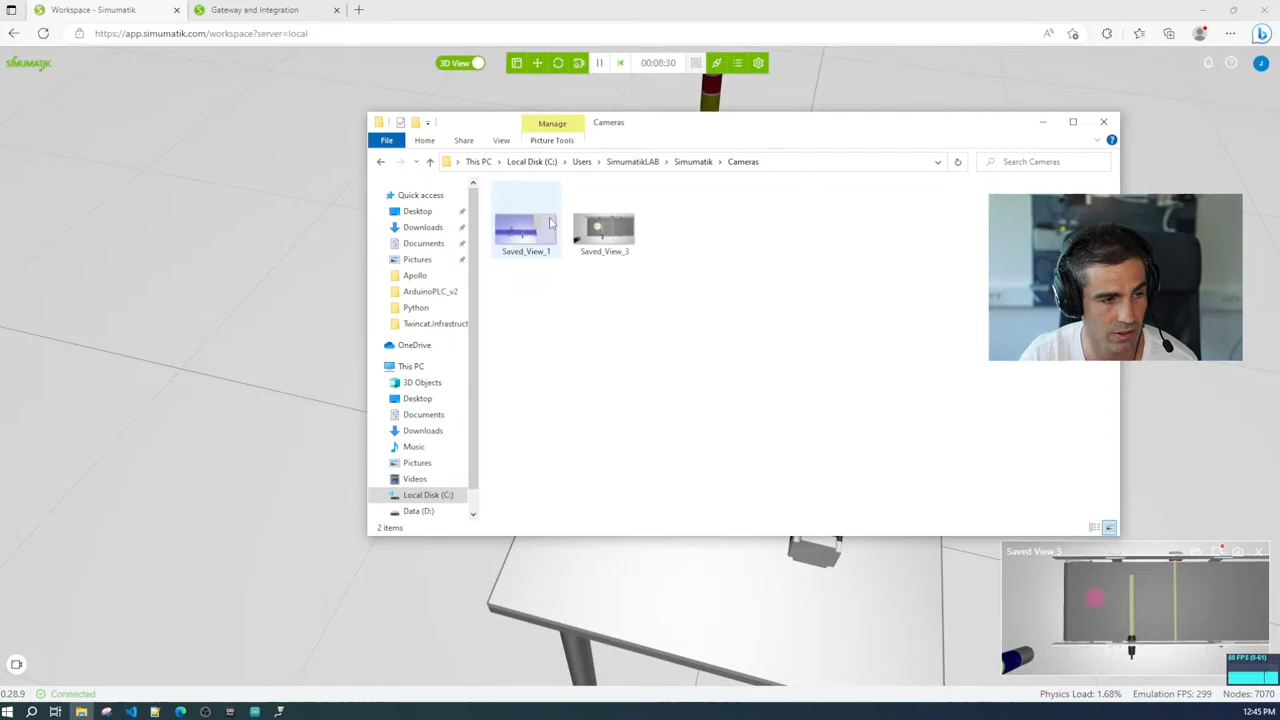 Workspace - Simumatik
Gateway and Integration
https://app.simumatik.com/workspace?server=local
SIMUMATIK
3D View
00:08:30
J
Manage
Cameras
File
Home
Share
View
Picture Tools
This PC
Local Disk (C:)
Users
SimumatikLAB
Simumatik
Cameras
Search Cameras
Quick access
Desktop
Downloads
Documents
Pictures
Apollo
ArduinoPLC_v2
Python
Twincat.Infrastruct
OneDrive
This PC
3D Objects
Desktop
Documents
Downloads
Music
Pictures
Videos
Local Disk (C:)
Data (D:)
Saved_View_1
Saved_View_3
2 items
Saved View 3
60 FPS (0-61)
0.28.9
Connected
Physics Load: 1.68%
Emulation FPS: 299
Nodes: 7070
12:45 PM